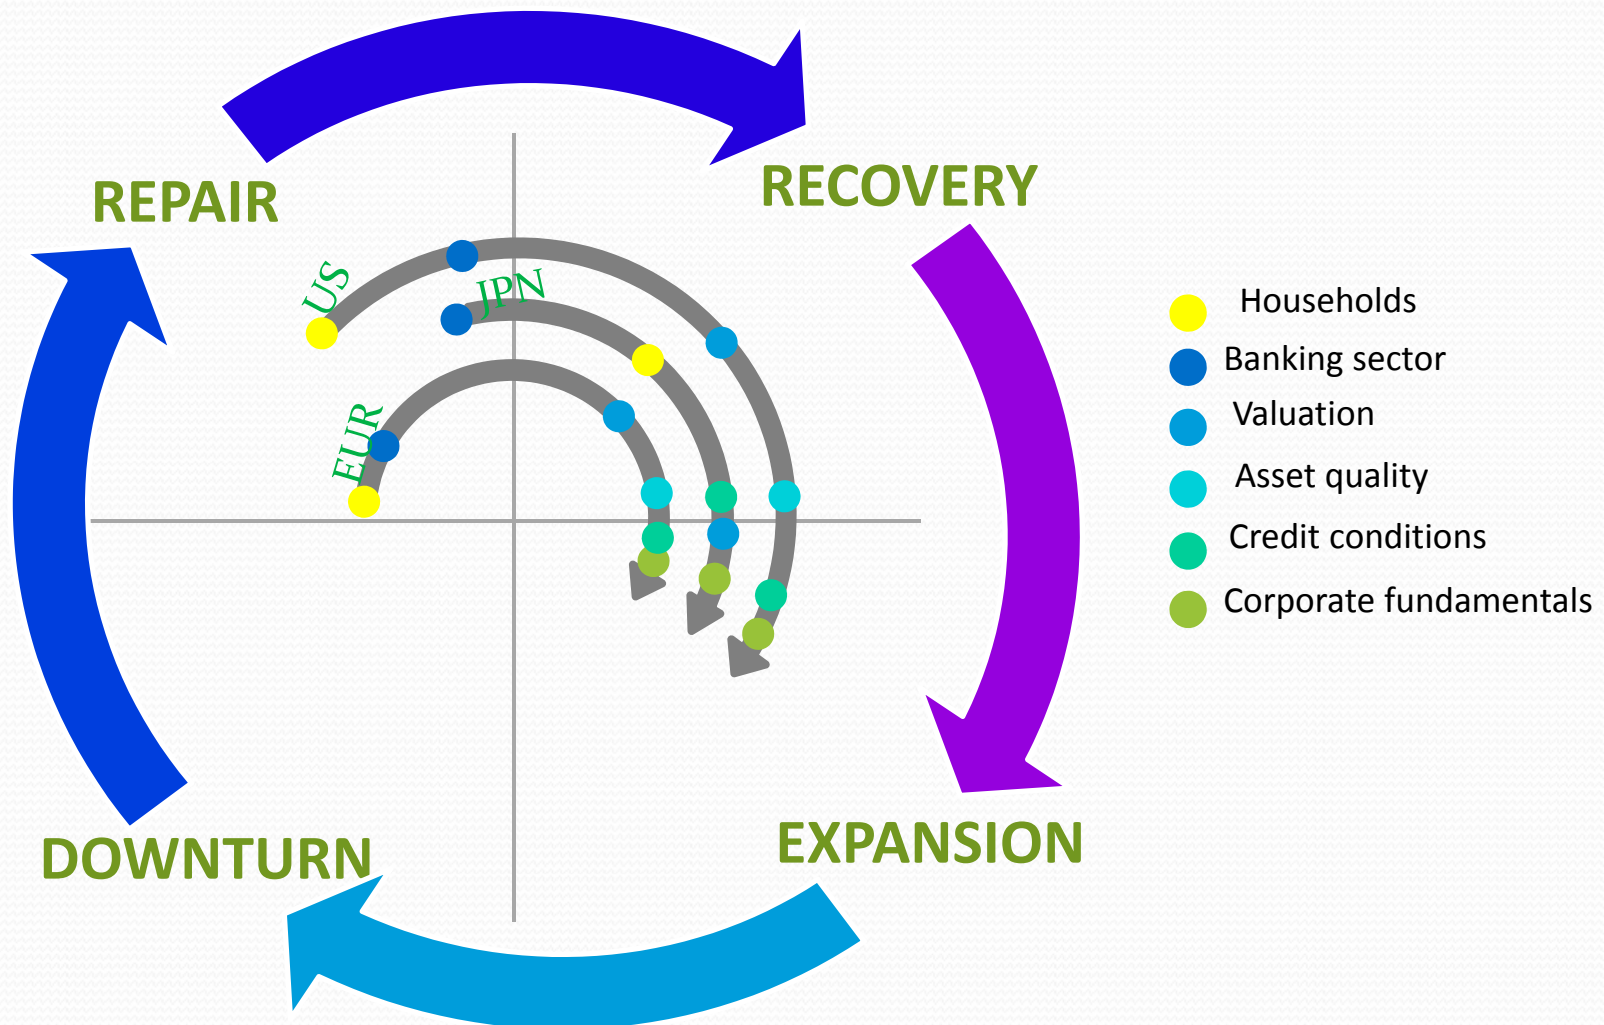 REPAIR
RECOVERY
US
JPN
EUR
DOWNTURN
EXPANSION
Households
Banking sector
Valuation
Asset quality
Credit conditions
Corporate fundamentals